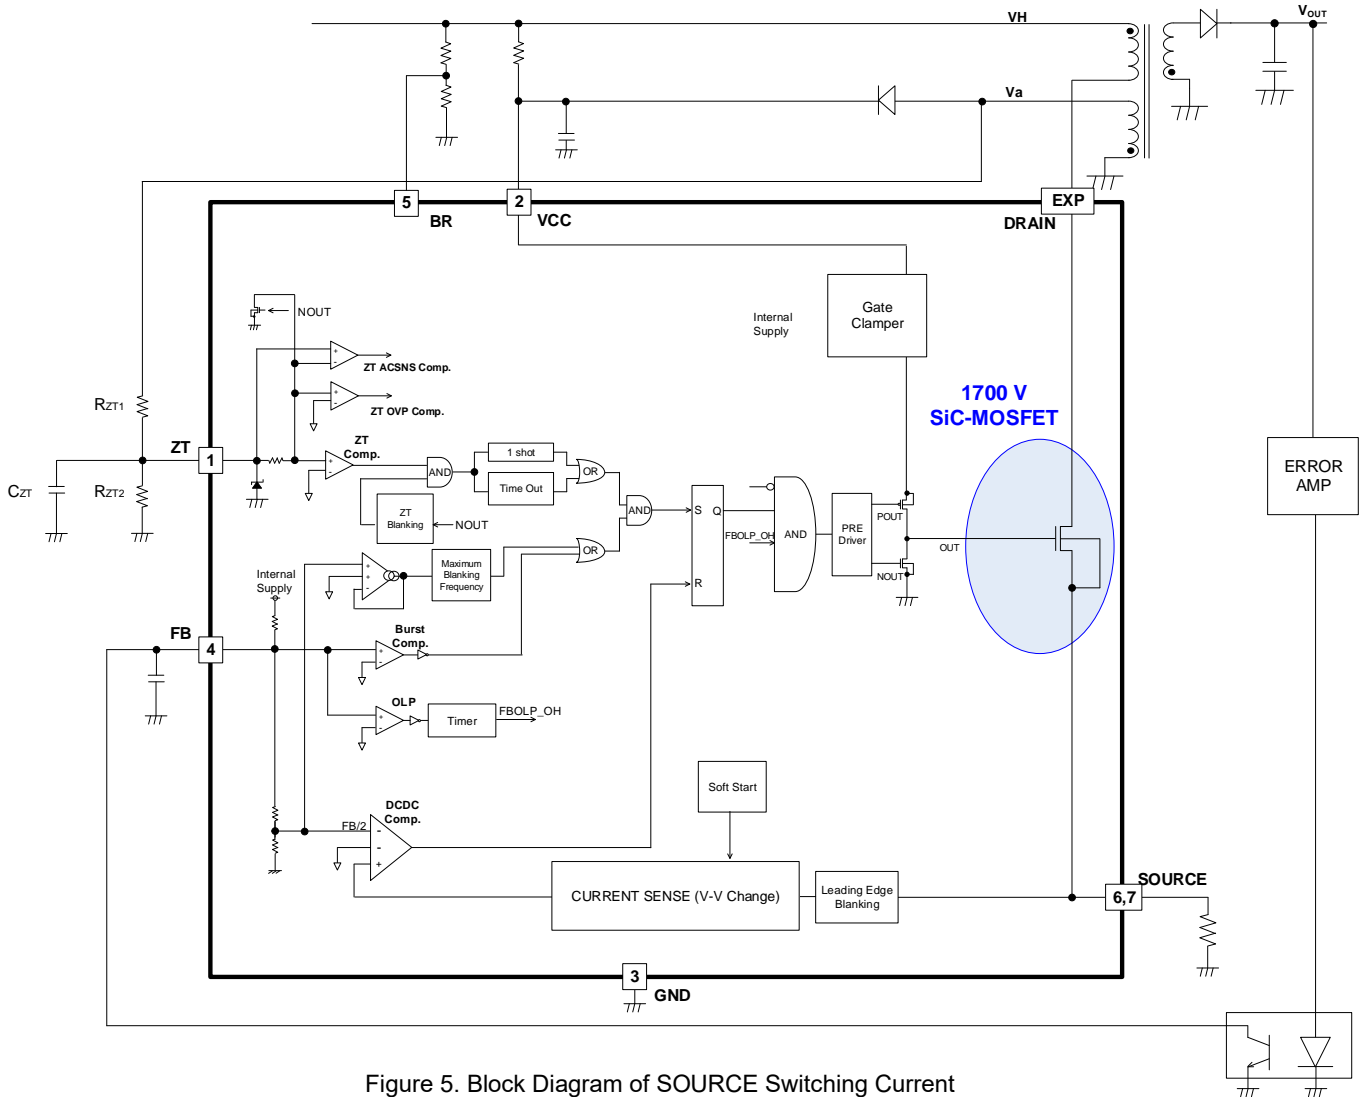 VH
VOUT
Va
5
BR
2
VCC
EXP
DRAIN
NOUT
Gate
Clamper
Internal
Supply
+
-
ZT ACSNS Comp.
+
-
ZT OVP Comp.
1700 V
SiC-MOSFET
RZT1
ZT
1
ZT
Comp.
+
-
AND
1 shot
Time Out
OR
ERROR
AMP
CZT
RZT2
ZT
Blanking
NOUT
AND
S
Q
R
FBOLP_OH
AND
PRE
Driver
POUT
NOUT
OUT
OR
Internal
Supply
+
+
-
Maximum
Blanking
Frequency
FB
4
Burst
Comp.
+
-
OLP
+
-
Timer
FBOLP_OH
Soft Start
DCDC
Comp.
FB/2
-
-
+
CURRENT SENSE (V-V Change)
Leading Edge
Blanking
SOURCE
6,7
3
GND
Figure 5. Block Diagram of SOURCE Switching Current